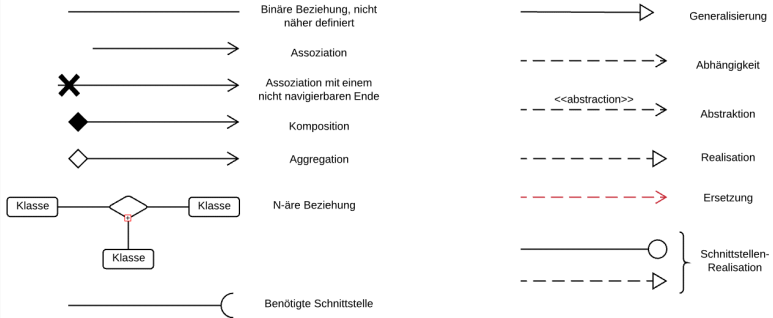 Binäre Beziehung, nicht
näher definiert
Assoziation
Assoziation mit einem
nicht navigierbaren Ende
Komposition
Aggregation
Klasse
Klasse
N-äre Beziehung
Klasse
Benötigte Schnittstelle
Generalisierung
Abhängigkeit
<<abstraction>>
Abstraktion
Realisation
Ersetzung
Schnittstellen-
Realisation